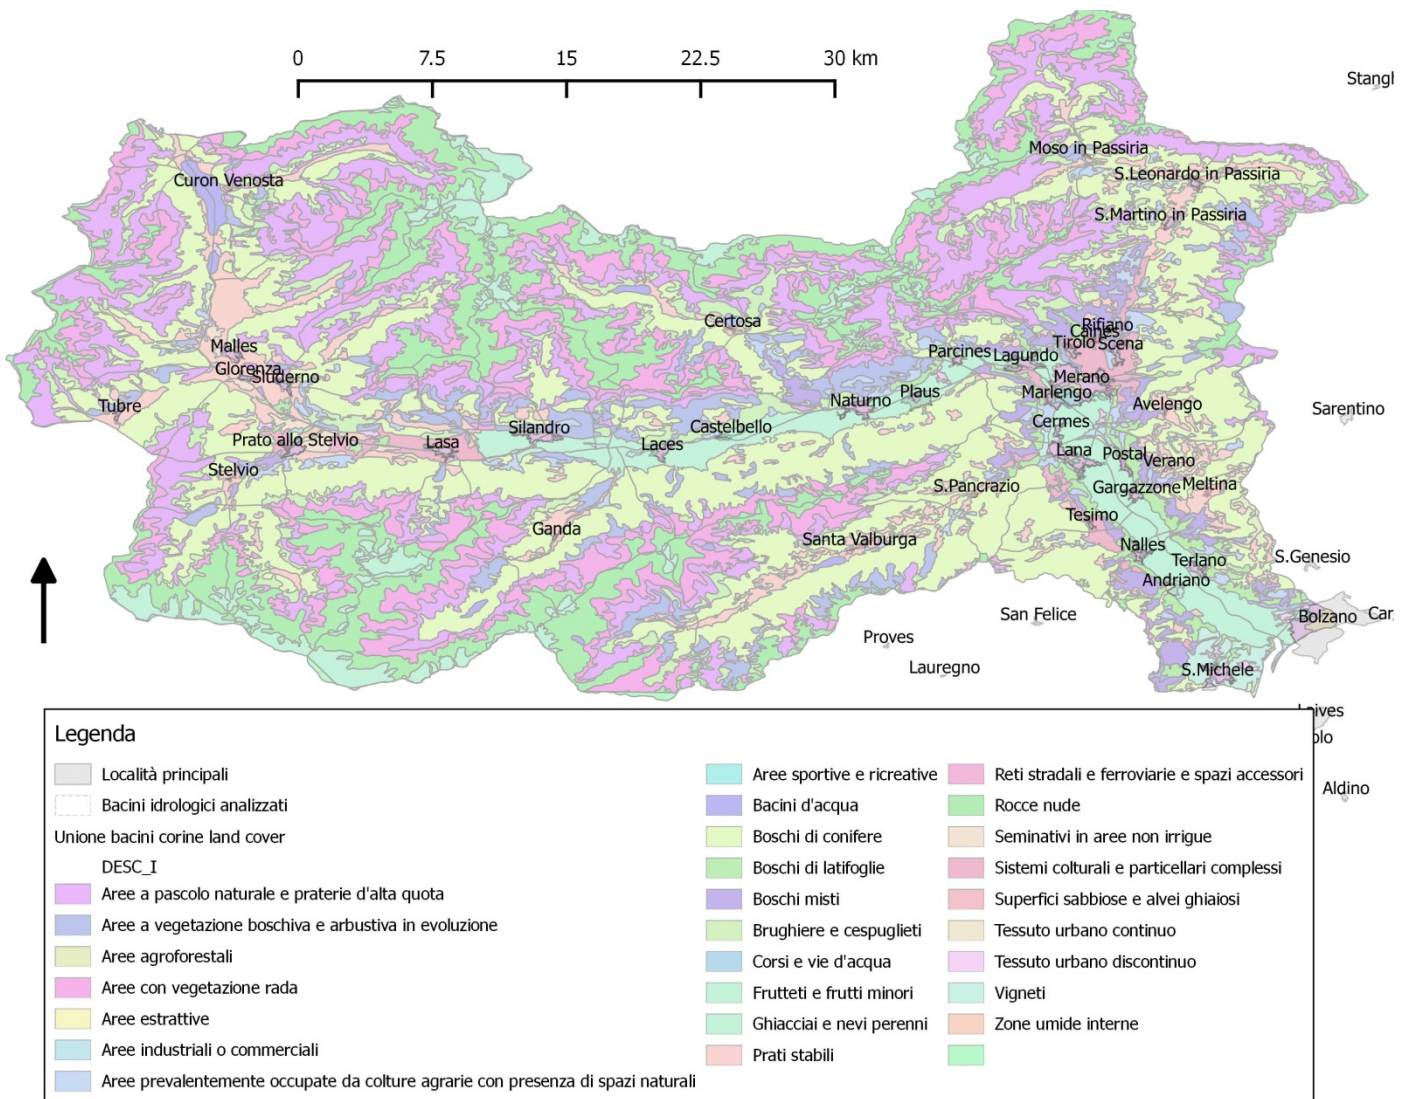 0 7.5 15 22.5 30 km
Stangl
Moso in Passiria
S.Leonardo in Passiria
Curon Venosta
S.Martino in Passiria
Certosa
Rifiano
Caines
Tirolo Scena
Malles
Parcines Lagundo
Glorenza
Sluderno
Merano
Plaus
Marlengo
Naturno
Tubre
Avelengo
Sarentino
Cermes
Silandro
Castelbello
Prato allo Stelvio
Lasa
Laces
Lana
Postal
Verano
Stelvio
S.Pancrazio
Gargazzone
Meltina
Tesimo
Ganda
Santa Valburga
Nalles
S.Genesio
Terlano
Andriano
San Felice
Bolzano
Car
Proves
Lauregno
S.Michele
Laives
olo
Aldino
Legenda
Località principali
Bacini idrologici analizzati
Unione bacini corine land cover
DESC_I
Aree a pascolo naturale e praterie d'alta quota
Aree a vegetazione boschiva e arbustiva in evoluzione
Aree agroforestali
Aree con vegetazione rada
Aree estrattive
Aree industriali o commerciali
Aree prevalentemente occupate da colture agrarie con presenza di spazi naturali
Aree sportive e ricreative
Bacini d'acqua
Boschi di conifere
Boschi di latifoglie
Boschi misti
Brughiere e cespuglieti
Corsi e vie d'acqua
Frutteti e frutti minori
Ghiacciai e nevi perenni
Prati stabili
Reti stradali e ferroviarie e spazi accessori
Rocce nude
Seminativi in aree non irrigue
Sistemi colturali e particellari complessi
Superfici sabbiose e alvei ghiaiosi
Tessuto urbano continuo
Tessuto urbano discontinuo
Vigneti
Zone umide interne